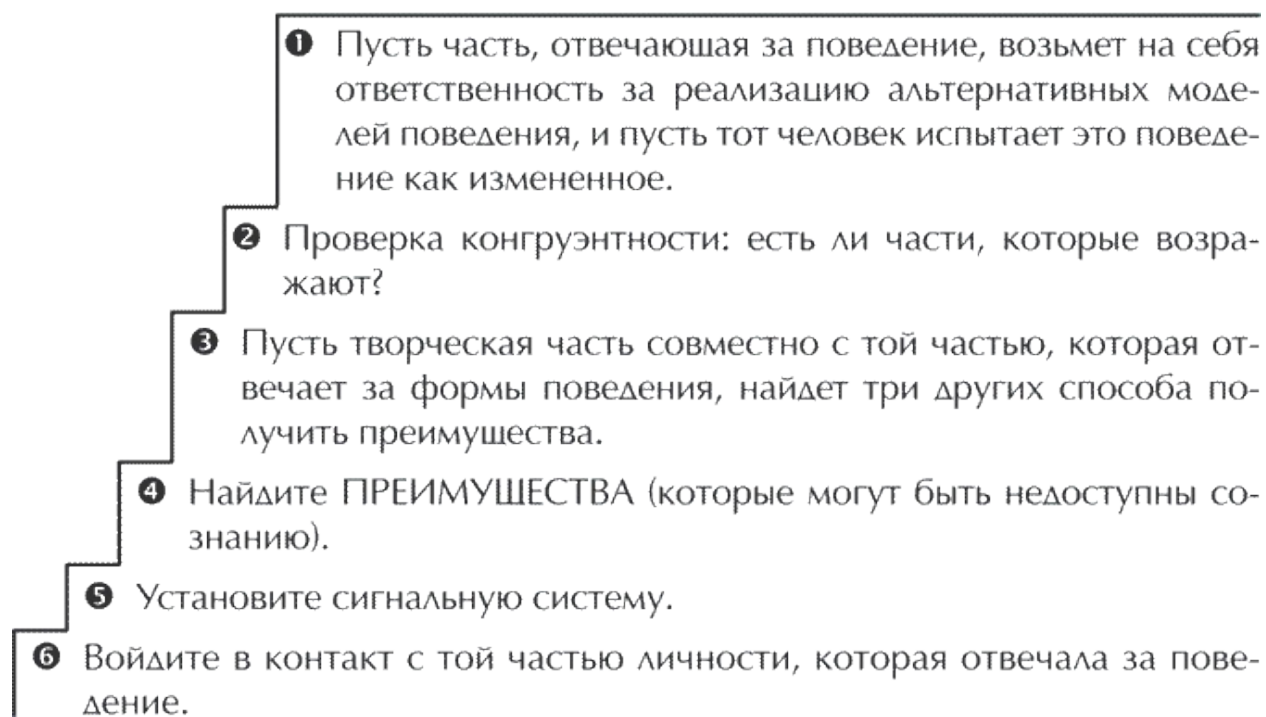 ❶ Пусть часть, отвечающая за поведение, возьмет на себя
ответственность за реализацию альтернативных моде-
лей поведения, и пусть тот человек испытает это поведе-
ние как измененное.
❷ Проверка конгруэнтности: есть ли части, которые возра-
жают?
❸ Пусть творческая часть совместно с той частью, которая от-
вечает за формы поведения, найдет три других способа по-
лучить преимущества.
❹ Найдите ПРЕИМУЩЕСТВА (которые могут быть недоступны со-
знанию).
❺ Установите сигнальную систему.
❻ Войдите в контакт с той частью личности, которая отвечала за пове-
дение.